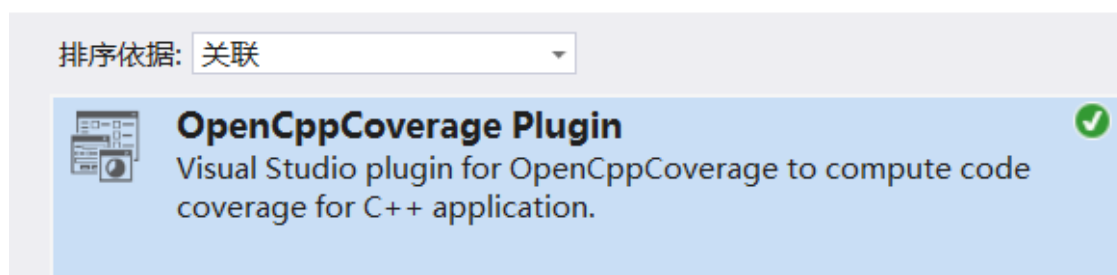 排序依据: 关联
OpenCppCoverage Plugin
Visual Studio plugin for OpenCppCoverage to compute code
coverage for C++ application.